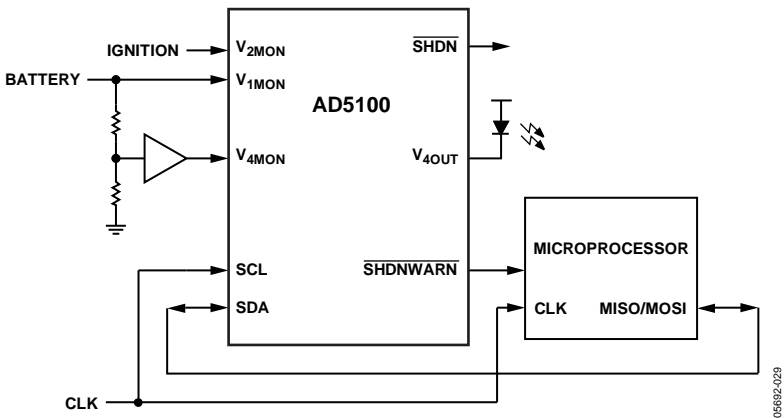 IGNITION
V2MON
SHDN
BATTERY
V1MON
AD5100
V4MON
V4OUT
MICROPROCESSOR
SCL
SHDNWARN
SDA
CLK
MISO/MOSI
CLK
05692-029